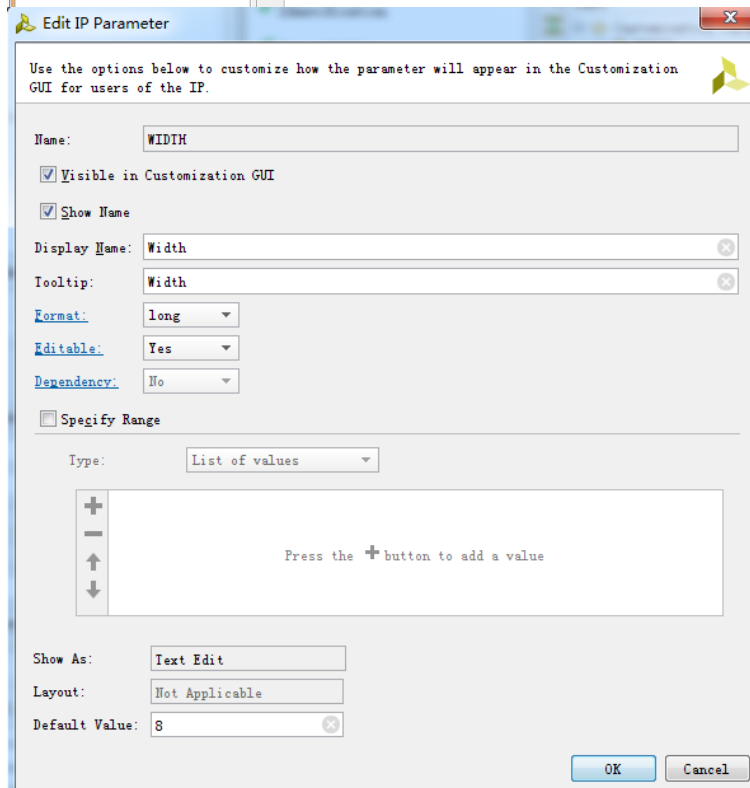 Edit IP Parameter
Use the options below to customize how the parameter will appear in the Customization
GUI for users of the IP.
Name: WIDTH
Visible in Customization GUI
Show Name
Display Name: Width
Tooltip: Width
Format: long
Editable: Yes
Dependency: No
Specify Range
Type: List of values
Press the + button to add a value
Show As: Text Edit
Layout: Not Applicable
Default Value: 8
OK Cancel